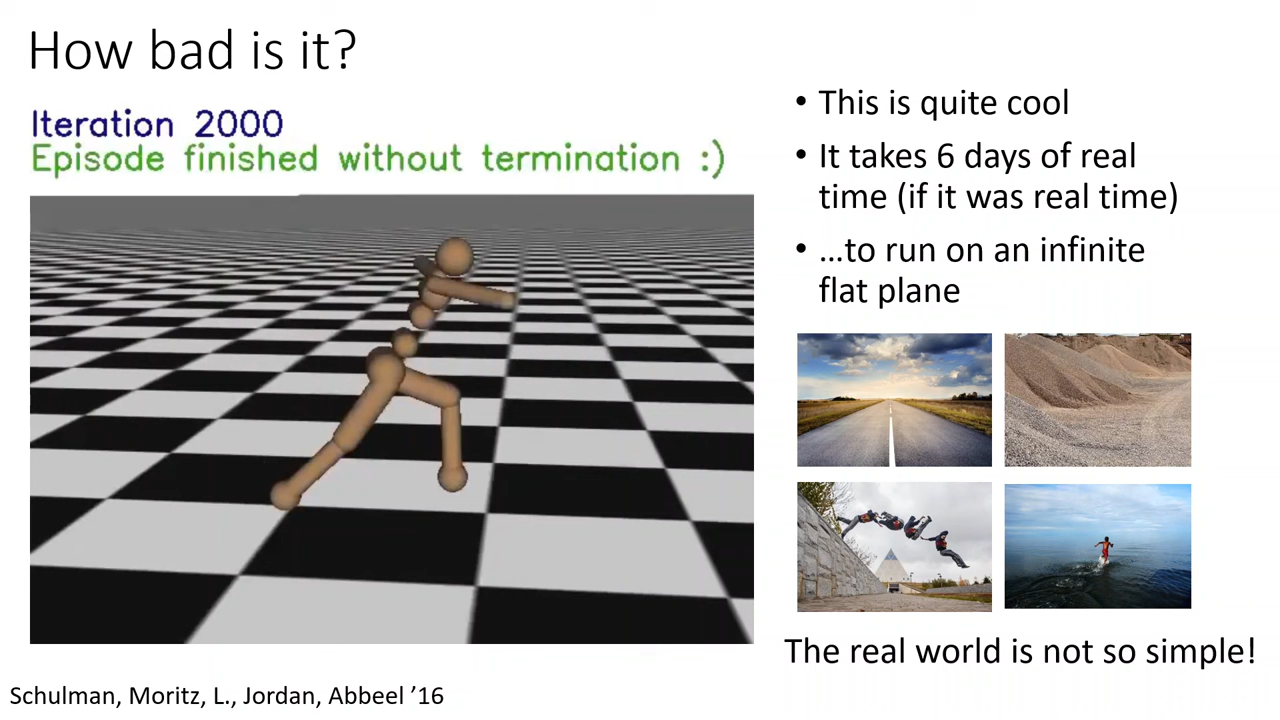 How bad is it?
Iteration 2000
Episode finished without termination :)
• This is quite cool
• It takes 6 days of real
time (if it was real time)
• …to run on an infinite
flat plane
The real world is not so simple!
Schulman, Moritz, L., Jordan, Abbeel ’16